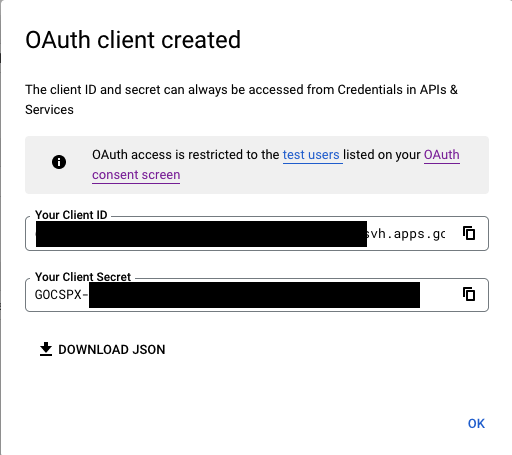 OAuth client created
The client ID and secret can always be accessed from Credentials in APIs &
Services
OAuth access is restricted to the test users listed on your OAuth
consent screen
Your Client ID
svh.apps.gc
Your Client Secret
GOCSPX-
DOWNLOAD JSON
OK